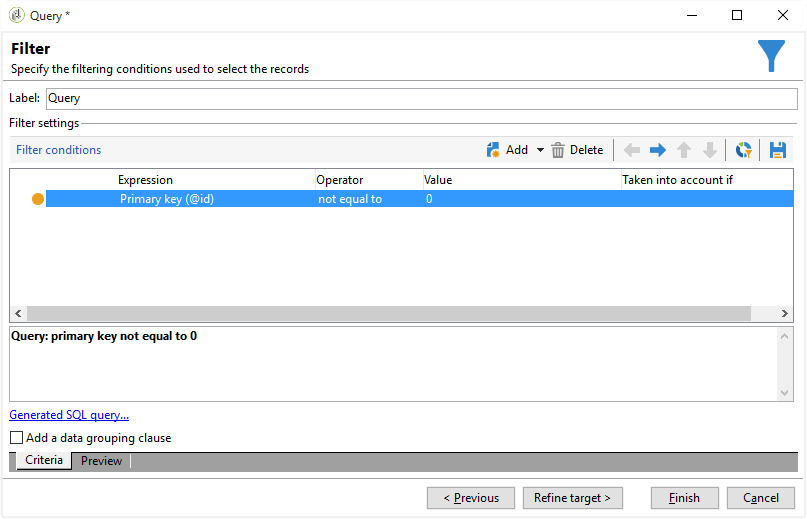 Query *
Filter
Specify the filtering conditions used to select the records
Label: Query
Filter settings
Filter conditions Add Delete
Expression Operator Value Taken into account if
Primary key (@id) not equal to 0
Query: primary key not equal to 0
Generated SQL query...
Add a data grouping clause
Criteria Preview
< Previous Refine target > Finish Cancel